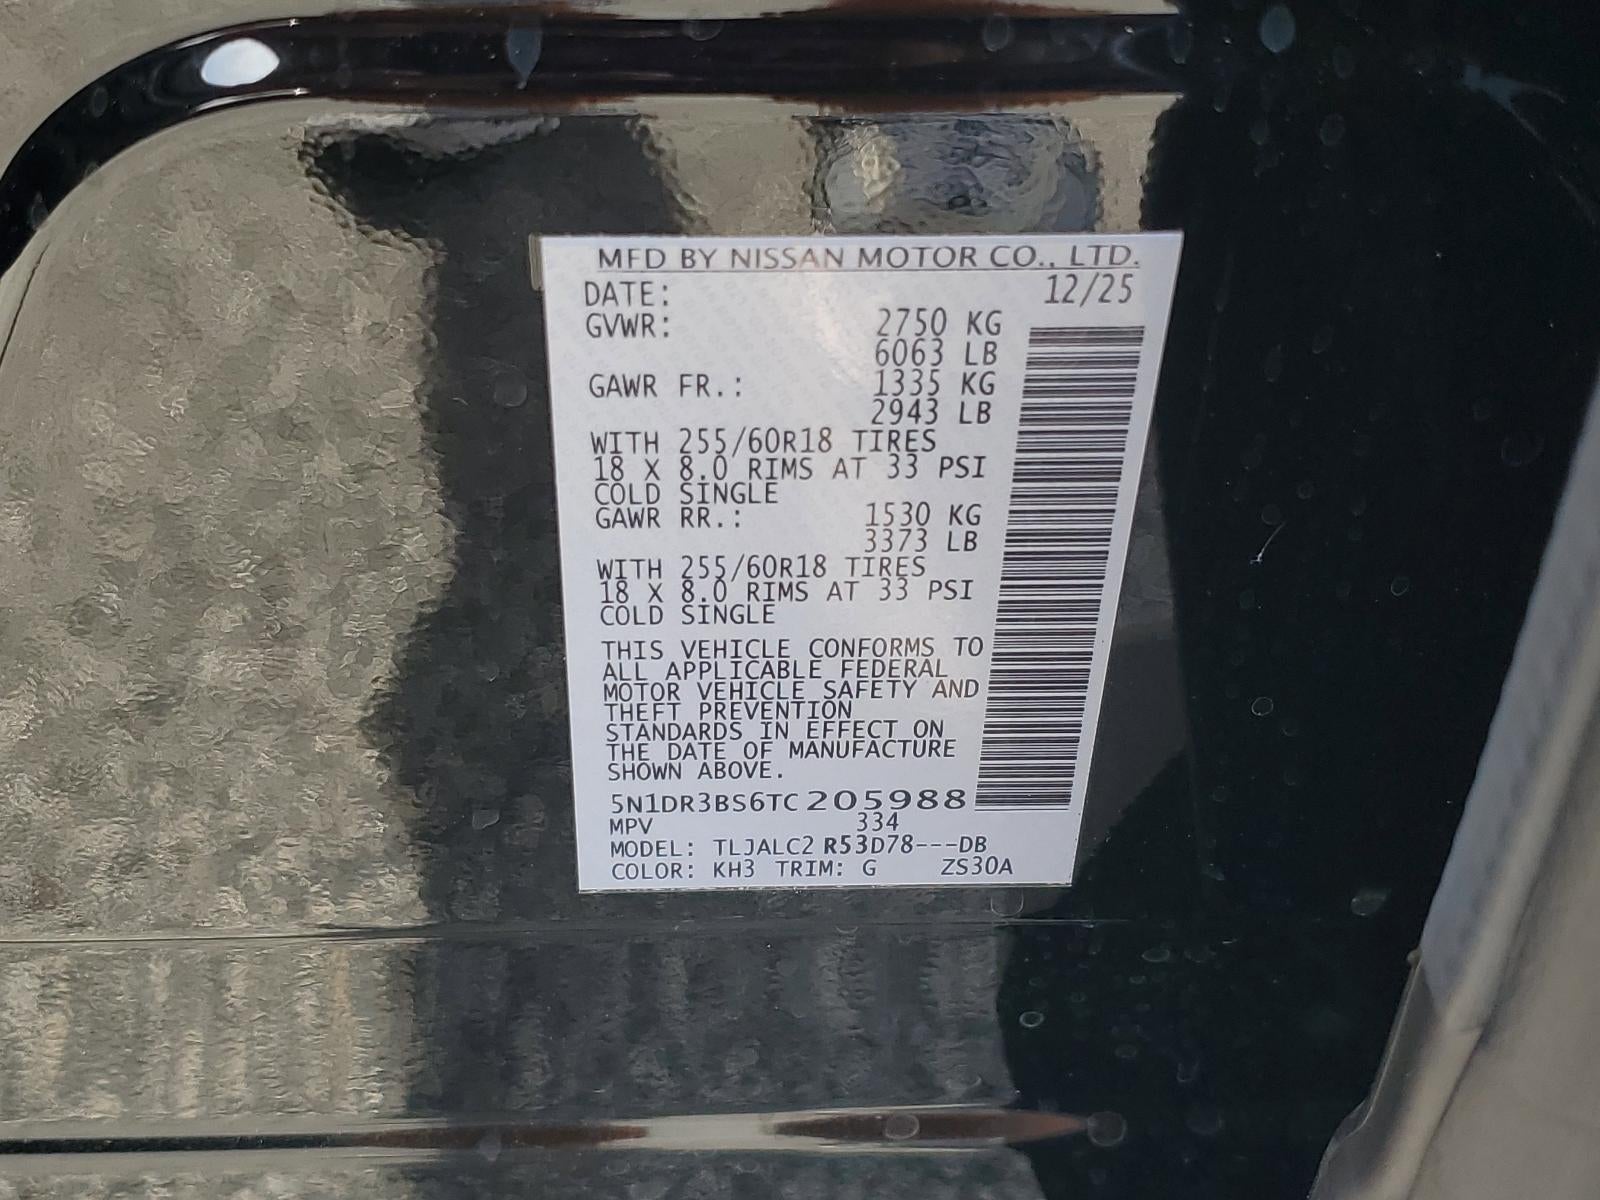 MFD BY NISSAN MOTOR CO., LTD.
DATE: 12/25
GVWR: 2750 KG
6063 LB
GAWR FR.: 1335 KG
2943 LB
WITH 255/60R18 TIRES
18 X 8.0 RIMS AT 33 PSI
COLD SINGLE
GAWR RR.: 1530 KG
3373 LB
WITH 255/60R18 TIRES
18 X 8.0 RIMS AT 33 PSI
COLD SINGLE
THIS VEHICLE CONFORMS TO
ALL APPLICABLE FEDERAL
MOTOR VEHICLE SAFETY AND
THEFT PREVENTION
STANDARDS IN EFFECT ON
THE DATE OF MANUFACTURE
SHOWN ABOVE.
5N1DR3BS6TC205988
MPV 334
MODEL: TLJALC2 R53D78---DB
COLOR: KH3 TRIM: G ZS30A